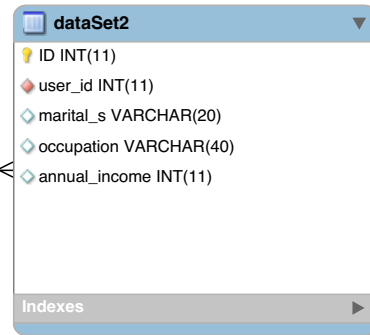 dataSet2
ID INT(11)
user_id INT(11)
marital_s VARCHAR(20)
occupation VARCHAR(40)
annual_income INT(11)
Indexes